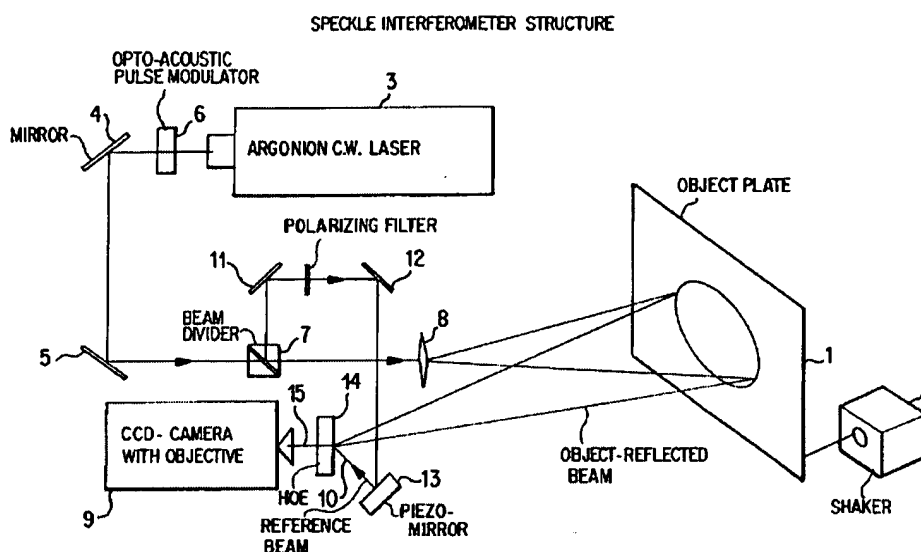 SPECKLE INTERFEROMETER STRUCTURE
OPTO-ACOUSTIC
PULSE MODULATOR
3
4
6
MIRROR
ARGONION C.W. LASER
OBJECT PLATE
POLARIZING FILTER
11
12
BEAM
DIVIDER
7
8
5
1
14
15
CCD-CAMERA
WITH OBJECTIVE
OBJECT-REFLECTED
BEAM
13
HOE
10
9
REFERENCE
BEAM
PIEZO-
MIRROR
SHAKER